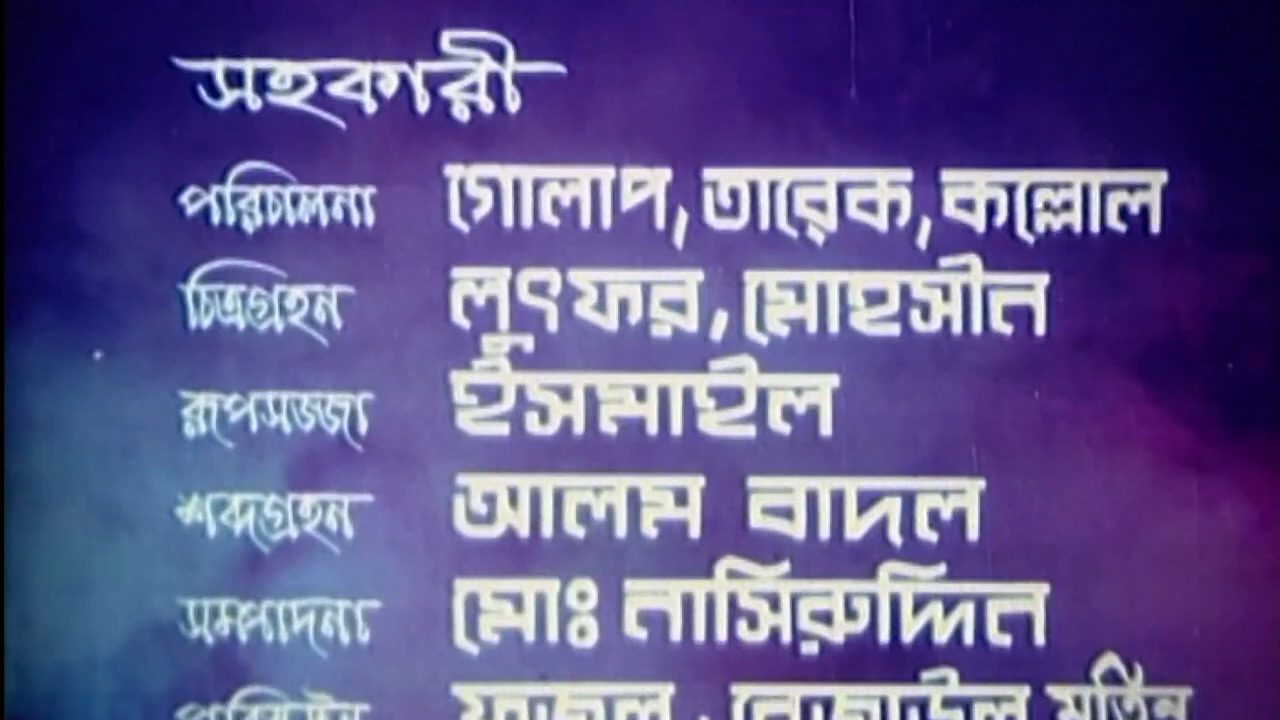 সহকারী
পরিচালনা গোলাপ, তারেক, কল্লোল
চিত্রগ্রহন লুৎফর, মোহসীন
রূপসজ্জা ইসমাইল
শব্দগ্রহন আলম বাদল
সম্পাদনা মোঃ নাসিরুদ্দিন